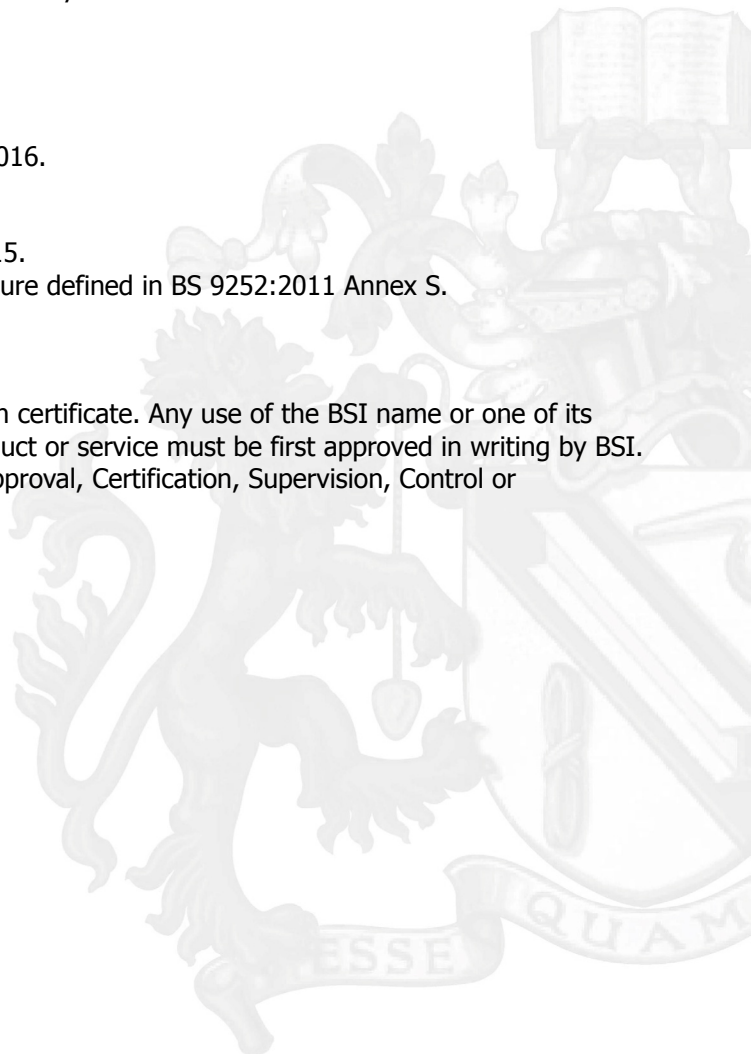 016.
15.
ure defined in BS 9252:2011 Annex S.
n certificate. Any use of the BSI name or one of its
duct or service must be first approved in writing by BSI.
pproval, Certification, Supervision, Control or
ESSE QUAM